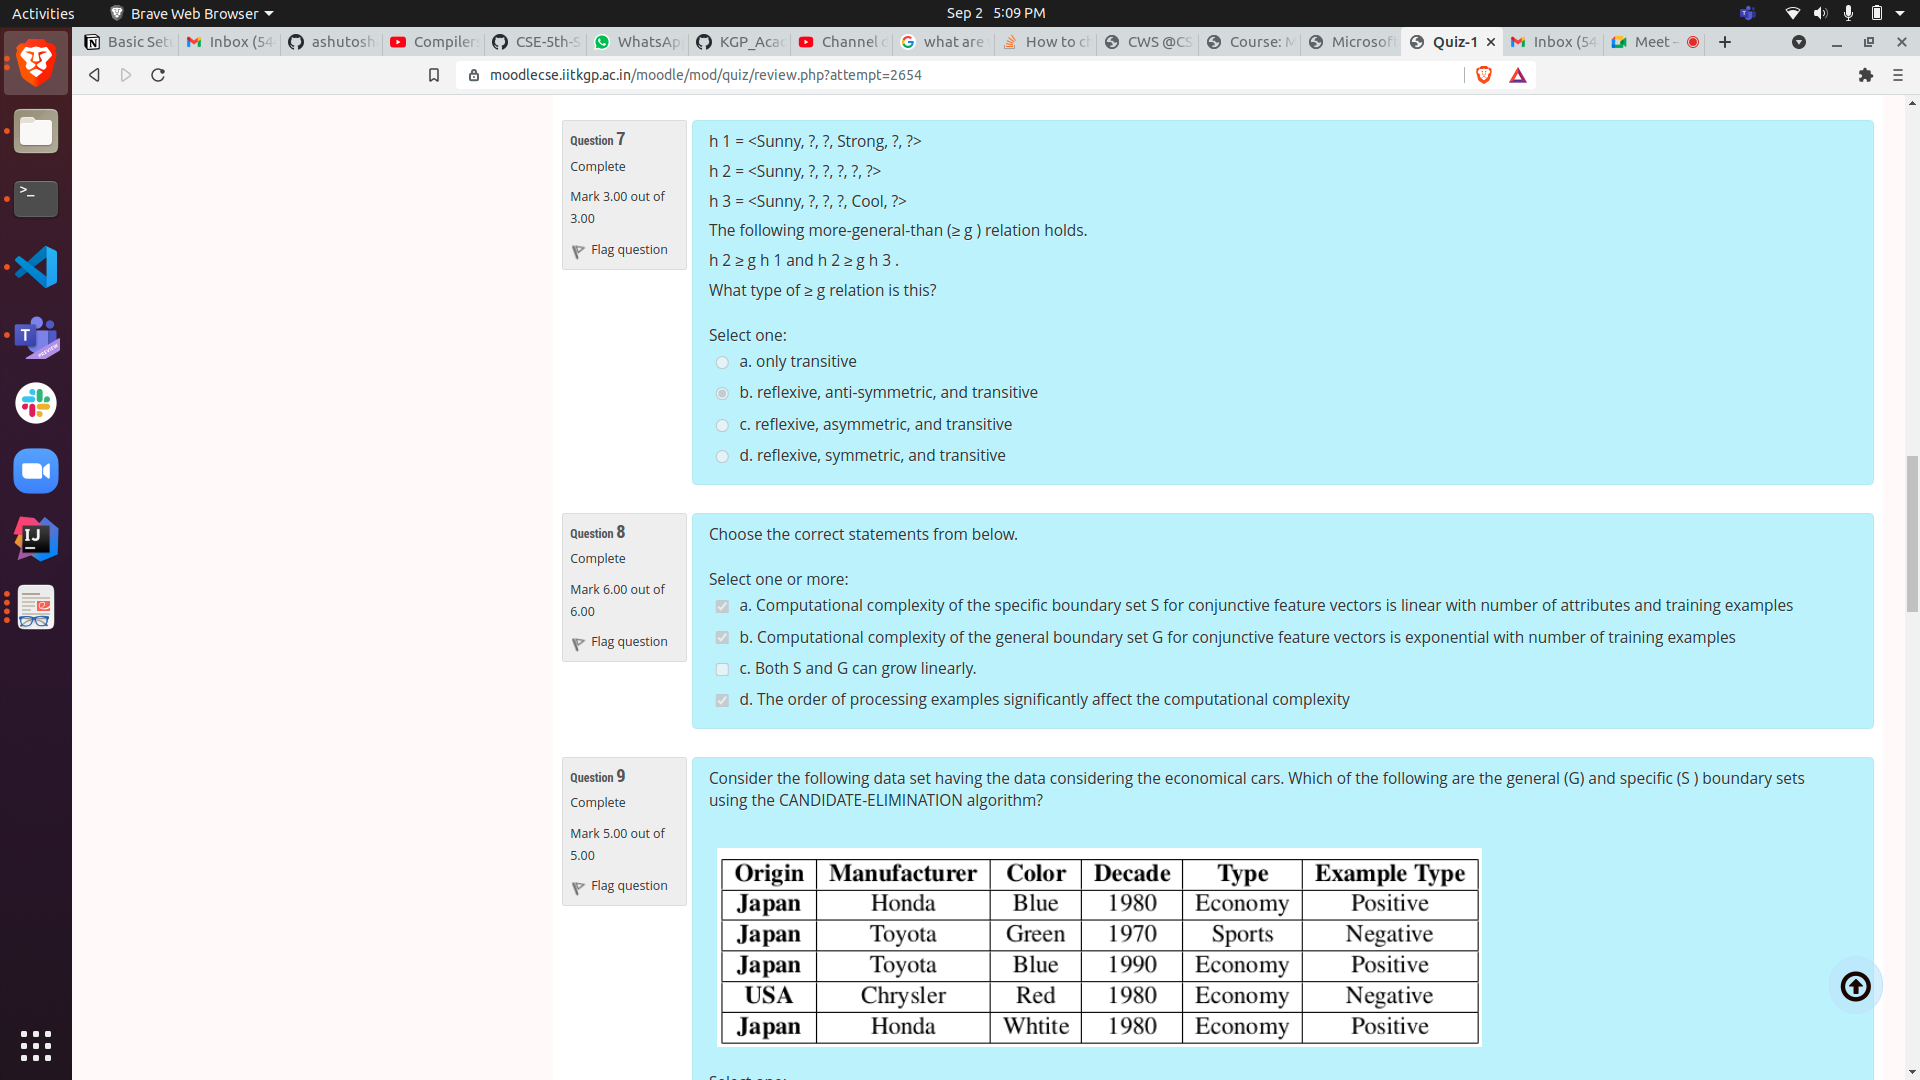 Activities
Brave Web Browser
Sep 2 5:09 PM
Basic Set
Inbox (54
ashutosh
Compiler
CSE-5th-S
WhatsAp
KGP_Acad
Channel
what are
How to c
CWS @CS
Course: M
Microsof
Quiz-1
Inbox (54
Meet -
moodlecse.iitkgp.ac.in/moodle/mod/quiz/review.php?attempt=2654
Question 7
Complete
Mark 3.00 out of
3.00
Flag question
h 1 = <Sunny, ?, ?, Strong, ?, ?>
h 2 = <Sunny, ?, ?, ?, ?, ?>
h 3 = <Sunny, ?, ?, ?, Cool, ?>
The following more-general-than (≥ g ) relation holds.
h 2 ≥ g h 1 and h 2 ≥ g h 3 .
What type of ≥ g relation is this?
Select one:
a. only transitive
b. reflexive, anti-symmetric, and transitive
c. reflexive, asymmetric, and transitive
d. reflexive, symmetric, and transitive
Question 8
Complete
Mark 6.00 out of
6.00
Flag question
Choose the correct statements from below.
Select one or more:
a. Computational complexity of the specific boundary set S for conjunctive feature vectors is linear with number of attributes and training examples
b. Computational complexity of the general boundary set G for conjunctive feature vectors is exponential with number of training examples
c. Both S and G can grow linearly.
d. The order of processing examples significantly affect the computational complexity
Question 9
Complete
Mark 5.00 out of
5.00
Flag question
Consider the following data set having the data considering the economical cars. Which of the following are the general (G) and specific (S ) boundary sets
using the CANDIDATE-ELIMINATION algorithm?
Origin Manufacturer Color Decade Type Example Type
Japan Honda Blue 1980 Economy Positive
Japan Toyota Green 1970 Sports Negative
Japan Toyota Blue 1990 Economy Positive
USA Chrysler Red 1980 Economy Negative
Japan Honda Whtite 1980 Economy Positive